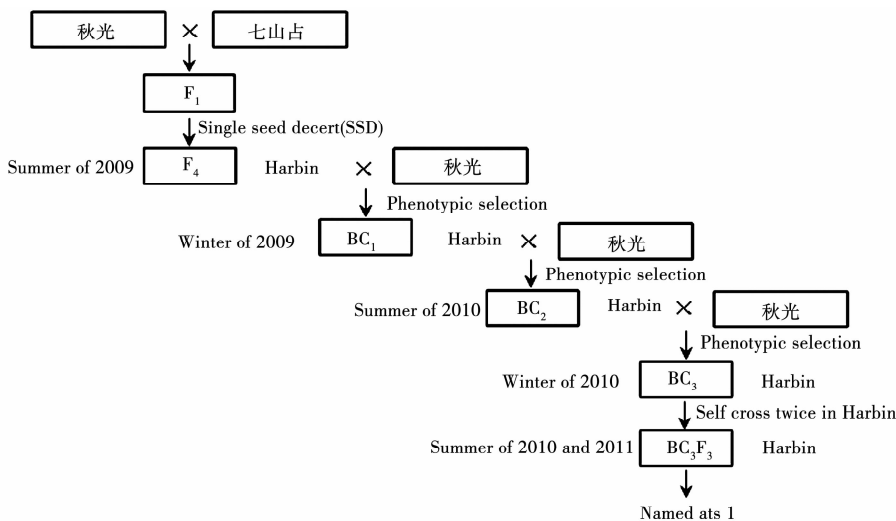 秋光 × 七山占
F1
Single seed decert(SSD)
Summer of 2009 F4 Harbin × 秋光
Phenotypic selection
Winter of 2009 BC1 Harbin × 秋光
Phenotypic selection
Summer of 2010 BC2 Harbin × 秋光
Phenotypic selection
Winter of 2010 BC3 Harbin
Self cross twice in Harbin
Summer of 2010 and 2011 BC3F3 Harbin
Named ats 1